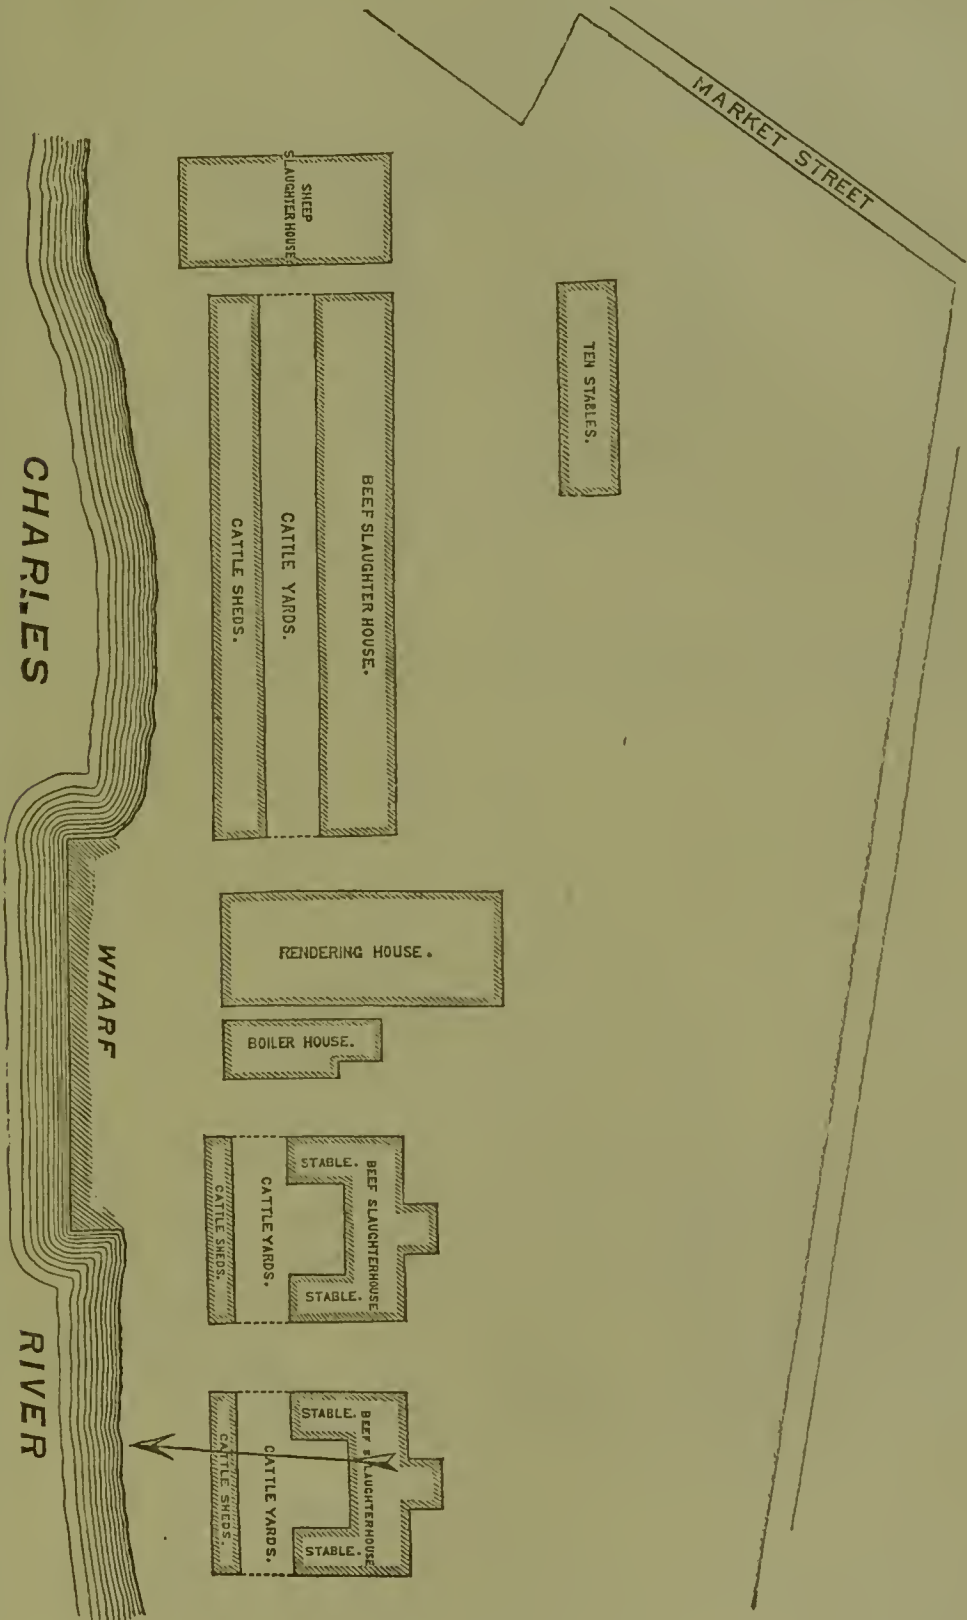 MARKET STREET
SHEEP
SLAUGHTER HOUSE.
TEN STABLES.
BEEF SLAUGHTER HOUSE.
CATTLE YARDS.
CATTLE SHEDS.
CHARLES
RENDERING HOUSE.
BOILER HOUSE.
WHARF
STABLE.
BEEF SLAUGHTERHOUSE
STABLE.
CATTLE YARDS.
CATTLE SHEDS.
RIVER
STABLE.
BEEF SLAUGHTERHOUSE
STABLE.
CATTLE YARDS.
CATTLE SHEDS.